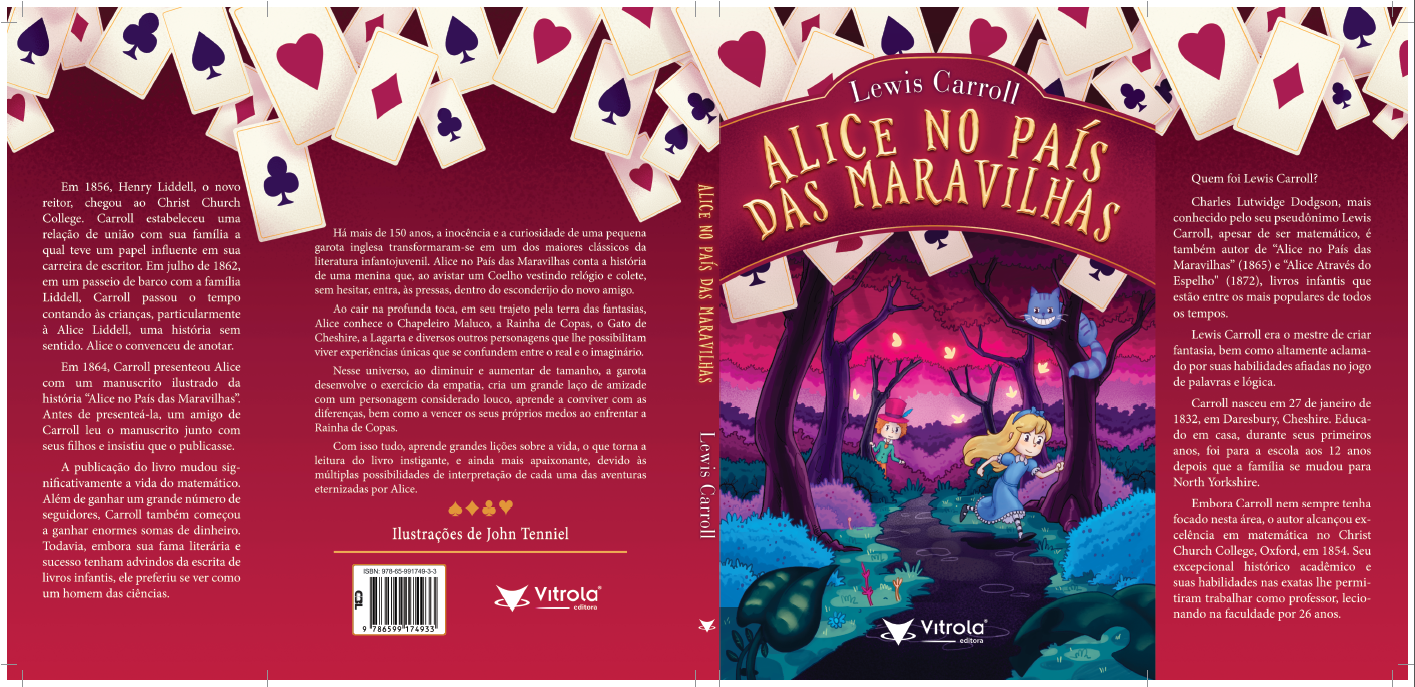 Em 1856, Henry Liddell, o novo
reitor, chegou ao Christ Church
College. Carroll estabeleceu uma
relação de união com sua família a
qual teve um papel influente em sua
carreira de escritor. Em julho de 1862,
em um passeio de barco com a família
Liddell, Carroll passou o tempo
contando às crianças, particularmente
à Alice Liddell, uma história sem
sentido. Alice o convenceu de anotar.
Em 1864, Carroll presenteou Alice
com um manuscrito ilustrado da
história “Alice no País das Maravilhas”.
Antes de presenteá-la, um amigo de
Carroll leu o manuscrito junto com
seus filhos e insistiu que o publicasse.
A publicação do livro mudou sig-
nificativamente a vida do matemático.
Além de ganhar um grande número de
seguidores, Carroll também começou
a ganhar enormes somas de dinheiro.
Todavia, embora sua fama literária e
sucesso tenham advindos da escrita de
livros infantis, ele preferiu se ver como
um homem das ciências.
Há mais de 150 anos, a inocência e a curiosidade de uma pequena
garota inglesa transformaram-se em um dos maiores clássicos da
literatura infantojuvenil. Alice no País das Maravilhas conta a história
de uma menina que, ao avistar um Coelho vestindo relógio e colete,
sem hesitar, entra, às pressas, dentro do esconderijo do novo amigo.
Ao cair na profunda toca, em seu trajeto pela terra das fantasias,
Alice conhece o Chapeleiro Maluco, a Rainha de Copas, o Gato de
Cheshire, a Lagarta e diversos outros personagens que lhe possibilitam
viver experiências únicas que se confundem entre o real e o imaginário.
Nesse universo, ao diminuir e aumentar de tamanho, a garota
desenvolve o exercício da empatia, cria um grande laço de amizade
com um personagem considerado louco, aprende a conviver com as
diferenças, bem como a vencer os seus próprios medos ao enfrentar a
Rainha de Copas.
Com isso tudo, aprende grandes lições sobre a vida, o que torna a
leitura do livro instigante, e ainda mais apaixonante, devido às
múltiplas possibilidades de interpretação de cada uma das aventuras
eternizadas por Alice.
Ilustrações de John Tenniel
ISBN: 978-65-991749-3-3
CBL
9 786599 174933
Vitrola®
editora
ALICE NO PAÍS DAS MARAVILHAS
Lewis Carroll
Lewis Carroll
ALICE NO PAÍS
DAS MARAVILHAS
Vitrola®
editora
Quem foi Lewis Carroll?
Charles Lutwidge Dodgson, mais
conhecido pelo seu pseudônimo Lewis
Carroll, apesar de ser matemático, é
também autor de “Alice no País das
Maravilhas” (1865) e “Alice Através do
Espelho” (1872), livros infantis que
estão entre os mais populares de todos
os tempos.
Lewis Carroll era o mestre de criar
fantasia, bem como altamente aclama-
do por suas habilidades afiadas no jogo
de palavras e lógica.
Carroll nasceu em 27 de janeiro de
1832, em Daresbury, Cheshire. Educa-
do em casa, durante seus primeiros
anos, foi para a escola aos 12 anos
depois que a família se mudou para
North Yorkshire.
Embora Carroll nem sempre tenha
focado nesta área, o autor alcançou ex-
celência em matemática no Christ
Church College, Oxford, em 1854. Seu
excepcional histórico acadêmico e
suas habilidades nas exatas lhe permi-
tiram trabalhar como professor, lecio-
nando na faculdade por 26 anos.